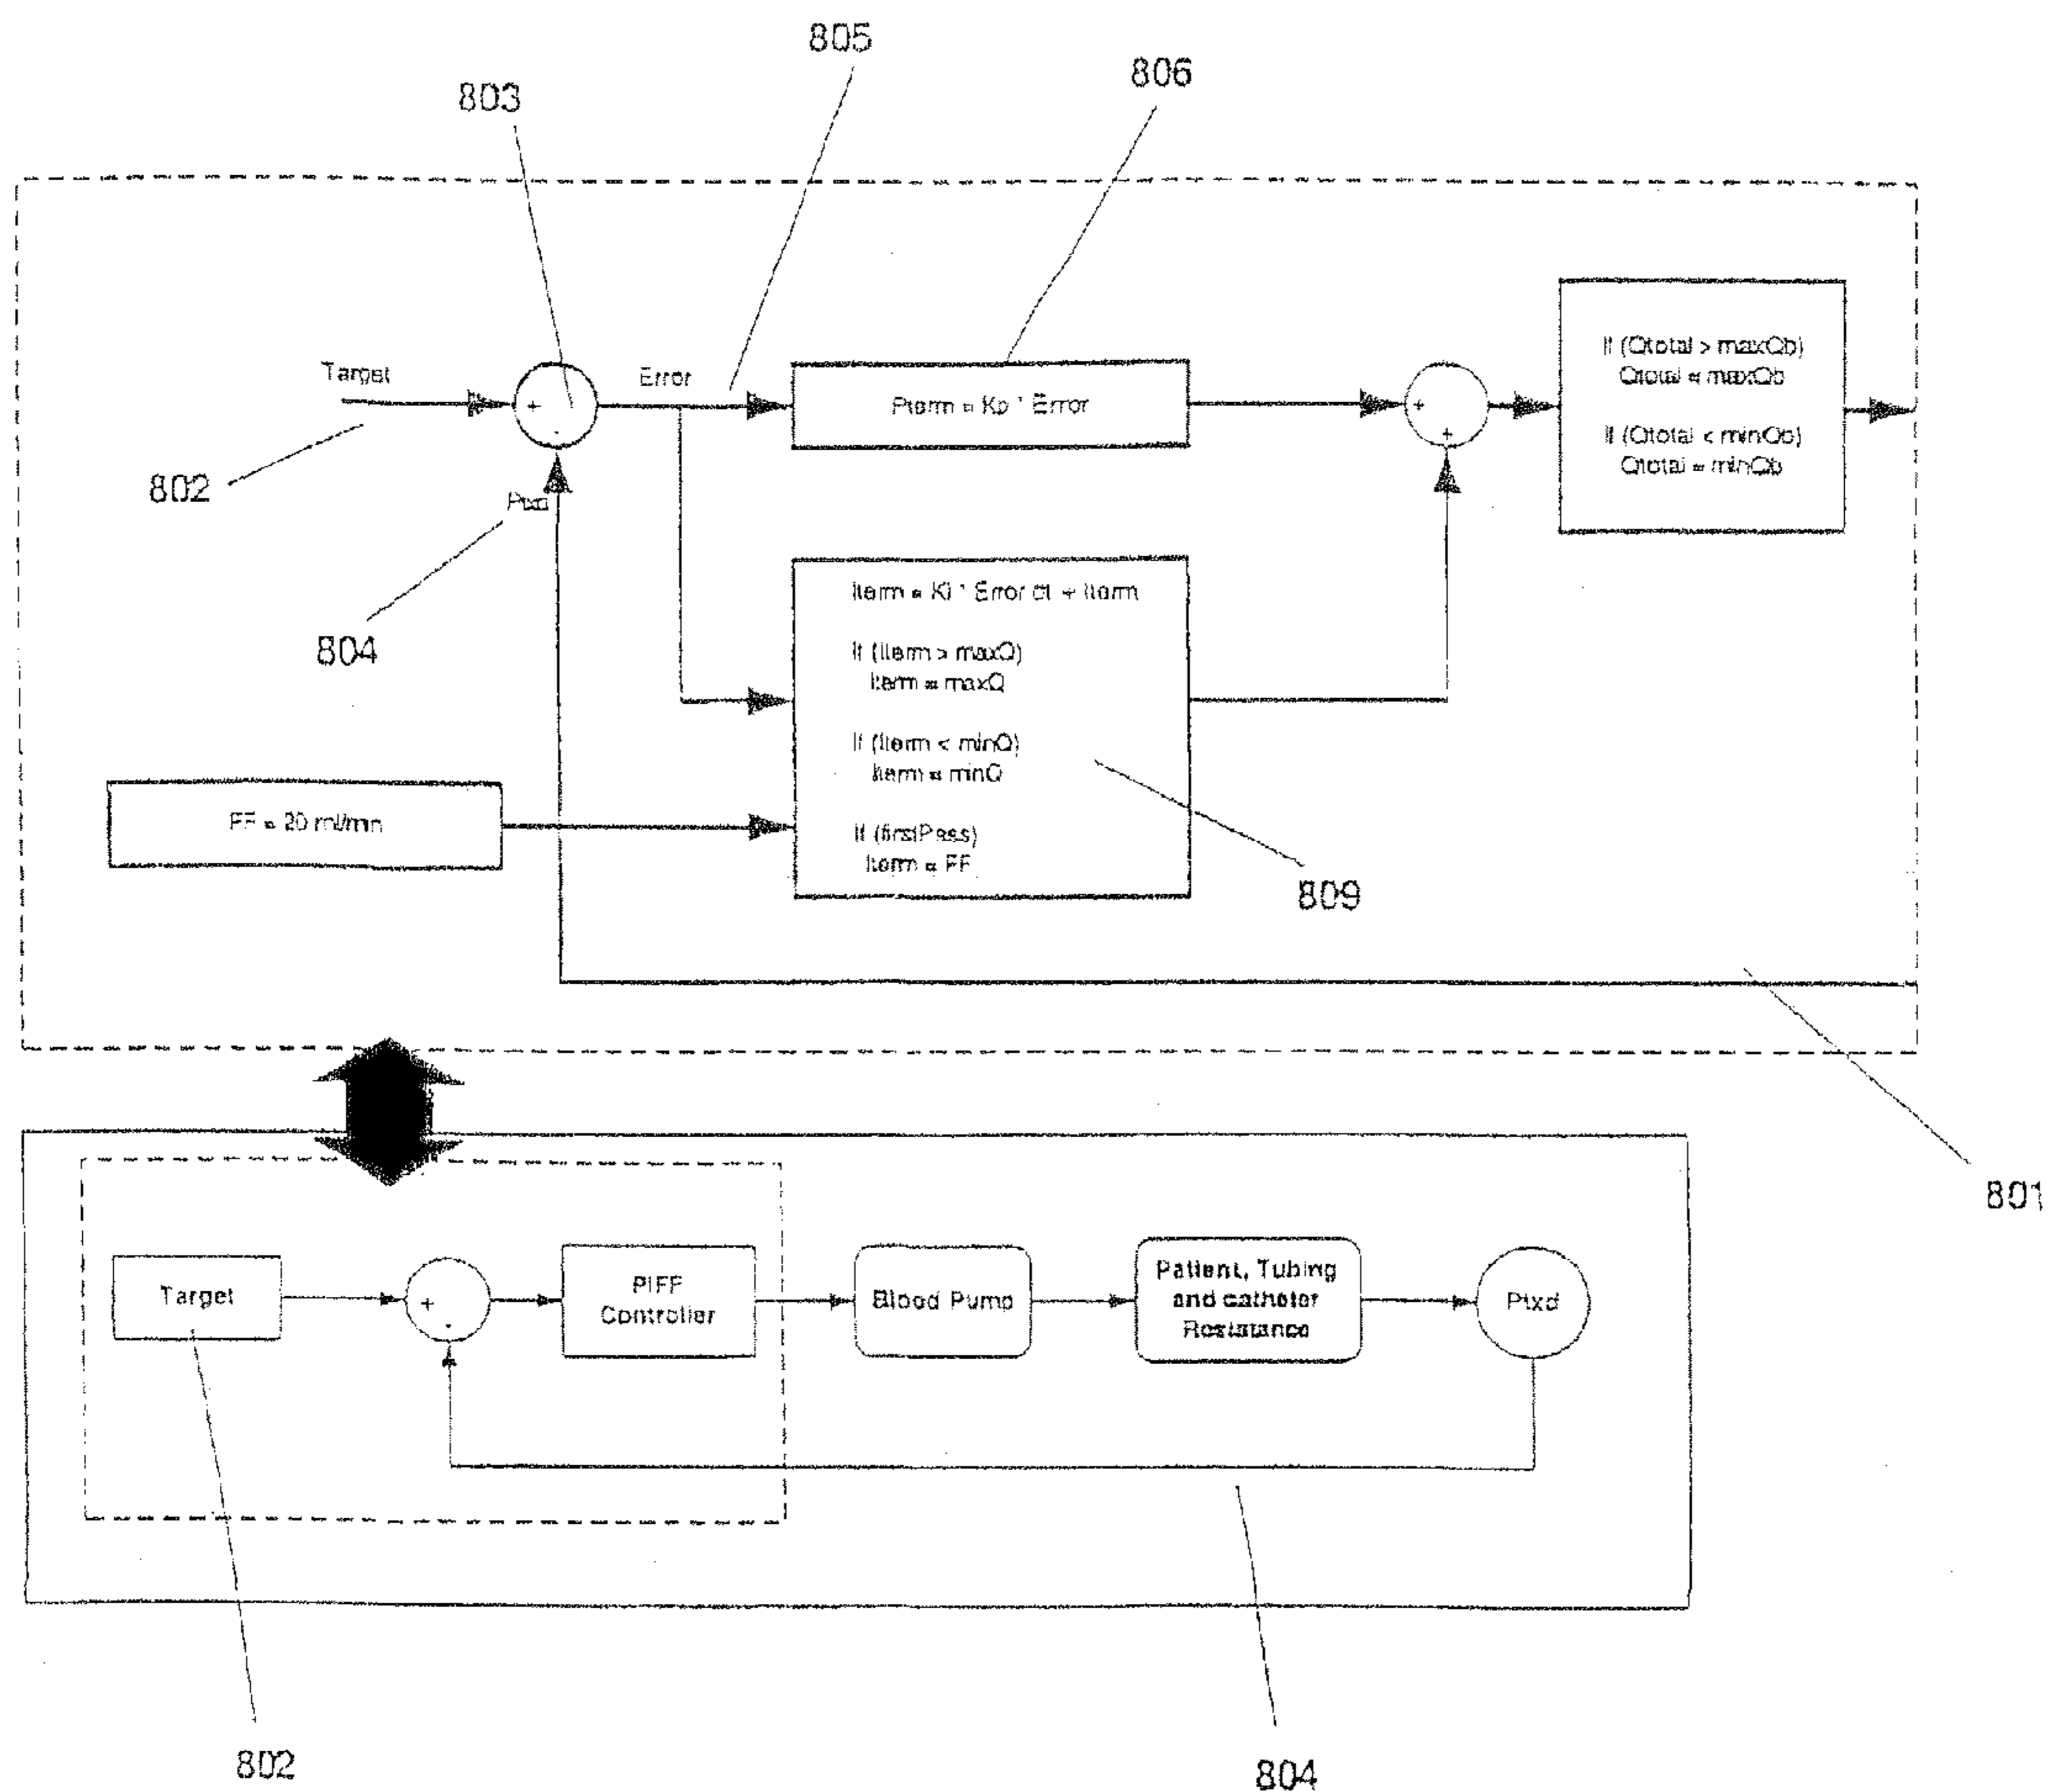 805
806
803
Target
+
-
Error
Pterm = Kp * Error
+
+
If (Qtotal > maxQb)
Qtotal = maxQb
If (Qtotal < minQb)
Qtotal = minQb
802
Ptxd
804
Iterm = Ki * Error dt + Iterm
If (Iterm > maxQ)
Iterm = maxQ
If (Iterm < minQ)
Iterm = minQ
If (firstPass)
Iterm = FF
FF = 20 ml/min
809
801
Target
+
-
PIFF
Controller
Blood Pump
Patient, Tubing
and catheter
Resistance
Ptxd
802
804